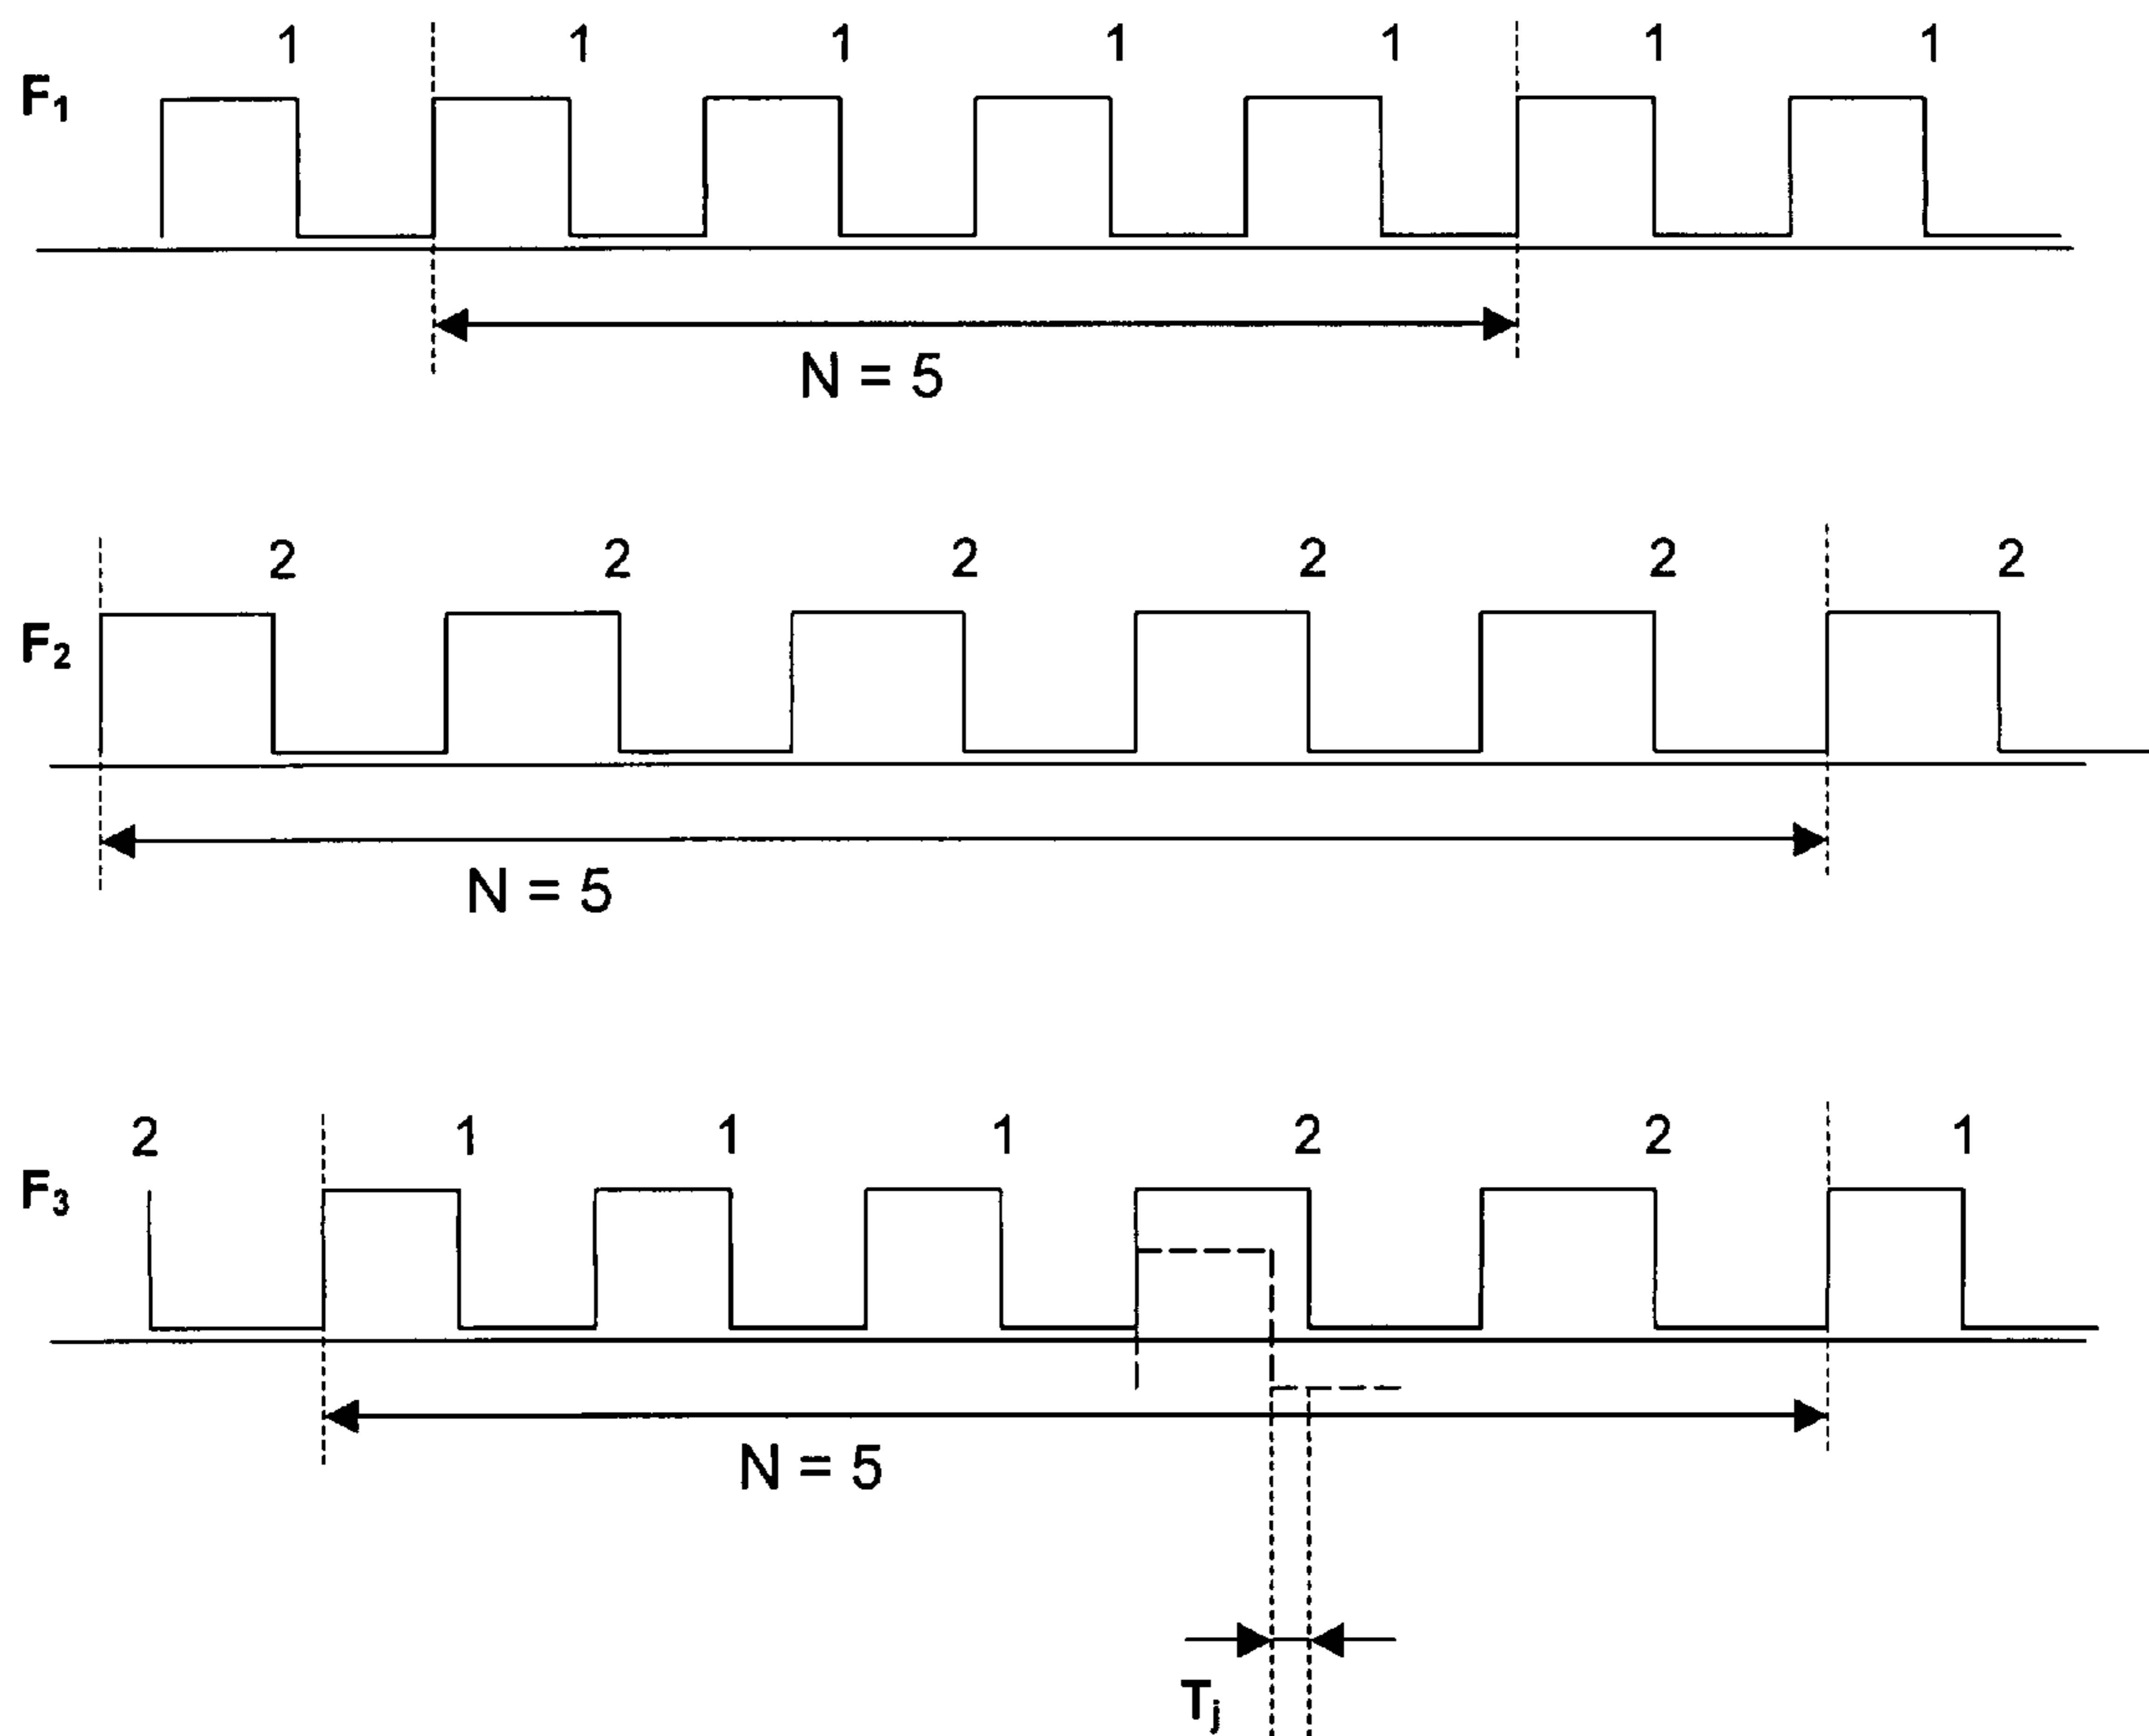 1 1 1 1 1 1 1
F₁
N = 5
2 2 2 2 2 2
F₂
N = 5
2 1 1 1 2 2 1
F₃
N = 5
Tⱼ